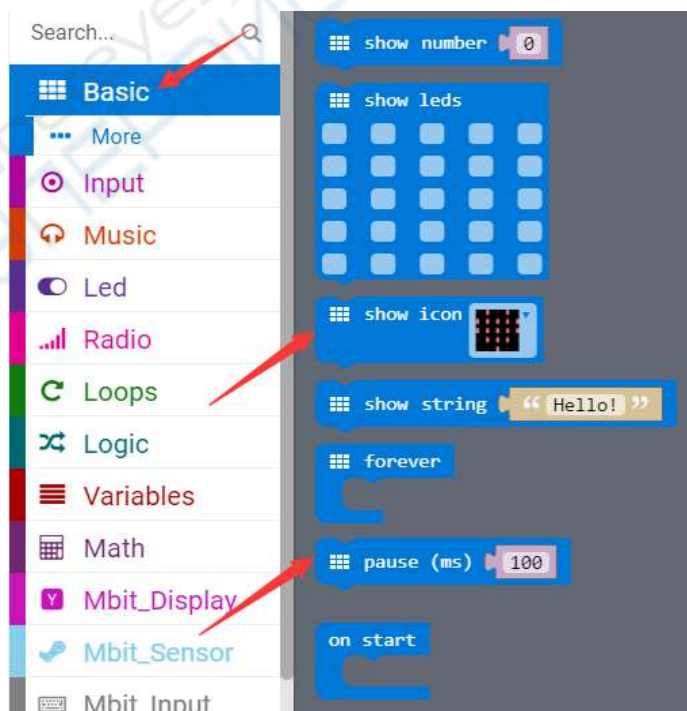 Search...
Basic
More
Input
Music
Led
Radio
Loops
Logic
Variables
Math
Mbit_Display
Mbit_Sensor
Mbit_Input
show number 0
show leds
show icon
show string “ Hello! ”
forever
pause (ms) 100
on start